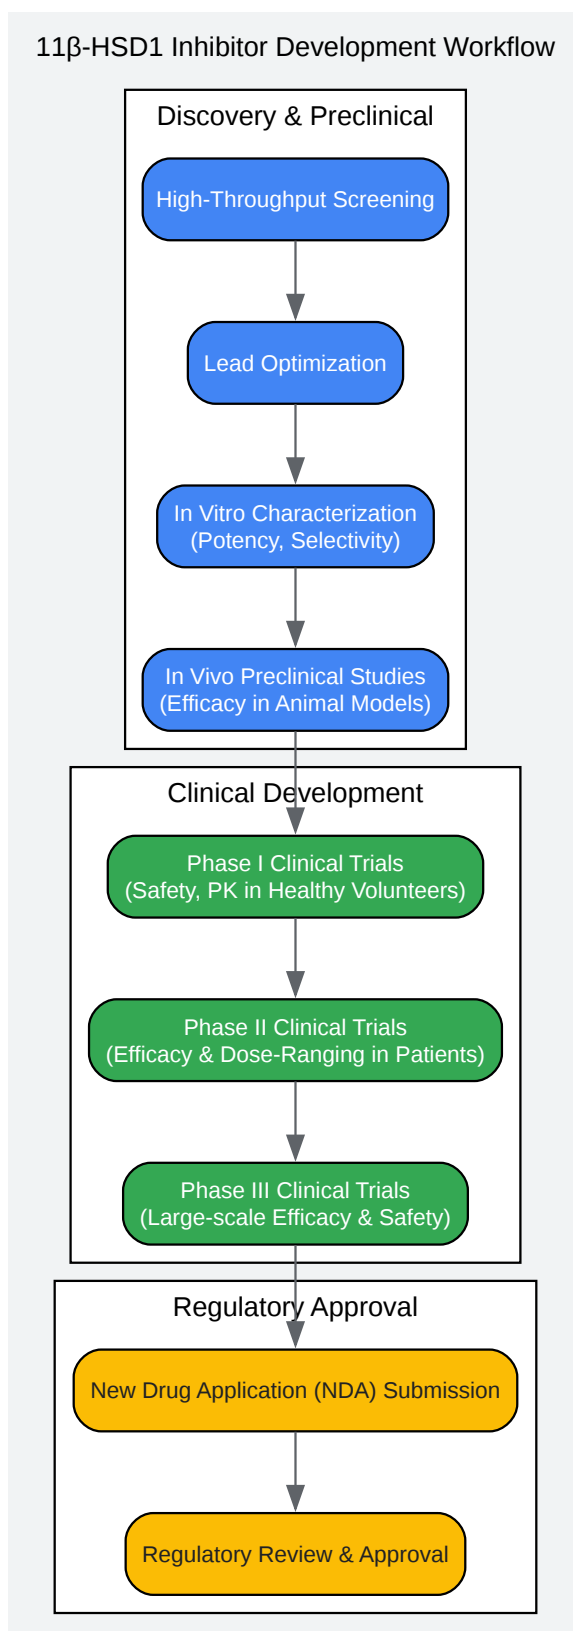 11β-HSD1 Inhibitor Development Workflow
Discovery & Preclinical
High-Throughput Screening
Lead Optimization
In Vitro Characterization
(Potency, Selectivity)
In Vivo Preclinical Studies
(Efficacy in Animal Models)
Clinical Development
Phase I Clinical Trials
(Safety, PK in Healthy Volunteers)
Phase II Clinical Trials
(Efficacy & Dose-Ranging in Patients)
Phase III Clinical Trials
(Large-scale Efficacy & Safety)
Regulatory Approval
New Drug Application (NDA) Submission
Regulatory Review & Approval